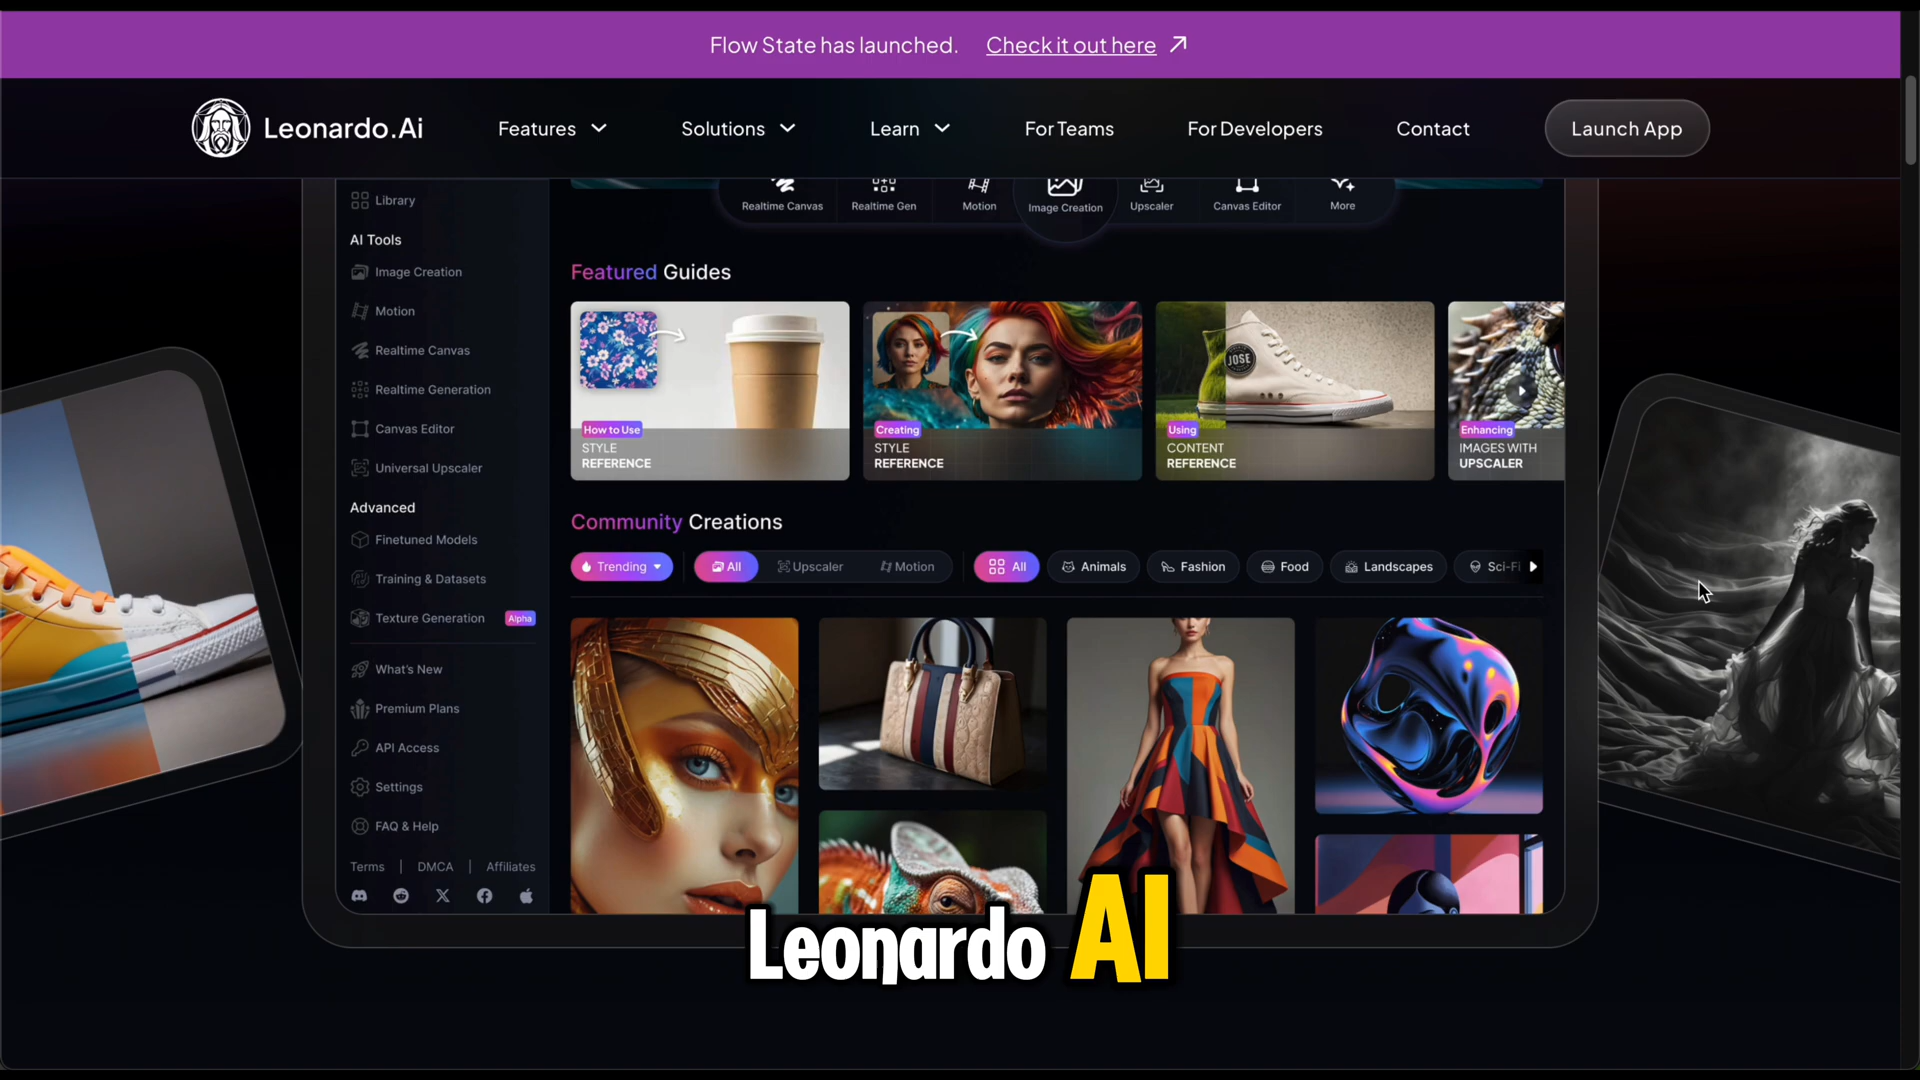 Flow State has launched. Check it out here
Leonardo.Ai
Features
Solutions
Learn
For Teams
For Developers
Contact
Launch App
Library
AI Tools
Image Creation
Motion
Realtime Canvas
Realtime Generation
Canvas Editor
Universal Upscaler
Advanced
Finetuned Models
Training & Datasets
Texture Generation Alpha
What's New
Premium Plans
API Access
Settings
FAQ & Help
Terms | DMCA | Affiliates
Realtime Canvas
Realtime Gen
Motion
Image Creation
Upscaler
Canvas Editor
More
Featured Guides
How to Use
STYLE
REFERENCE
Creating
STYLE
REFERENCE
JOSE
Using
CONTENT
REFERENCE
Enhancing
IMAGES WITH
UPSCALER
Community Creations
Trending
All
Upscaler
Motion
All
Animals
Fashion
Food
Landscapes
Sci-Fi
Leonardo AI